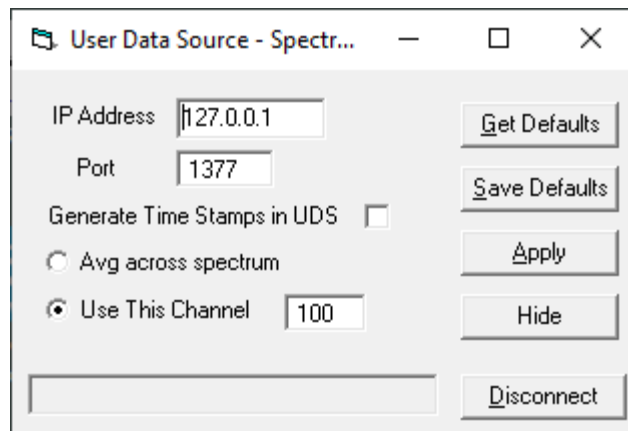 User Data Source - Spectr...
IP Address 127.0.0.1
Get Defaults
Port 1377
Save Defaults
Generate Time Stamps in UDS
Avg across spectrum
Apply
Use This Channel 100
Hide
Disconnect